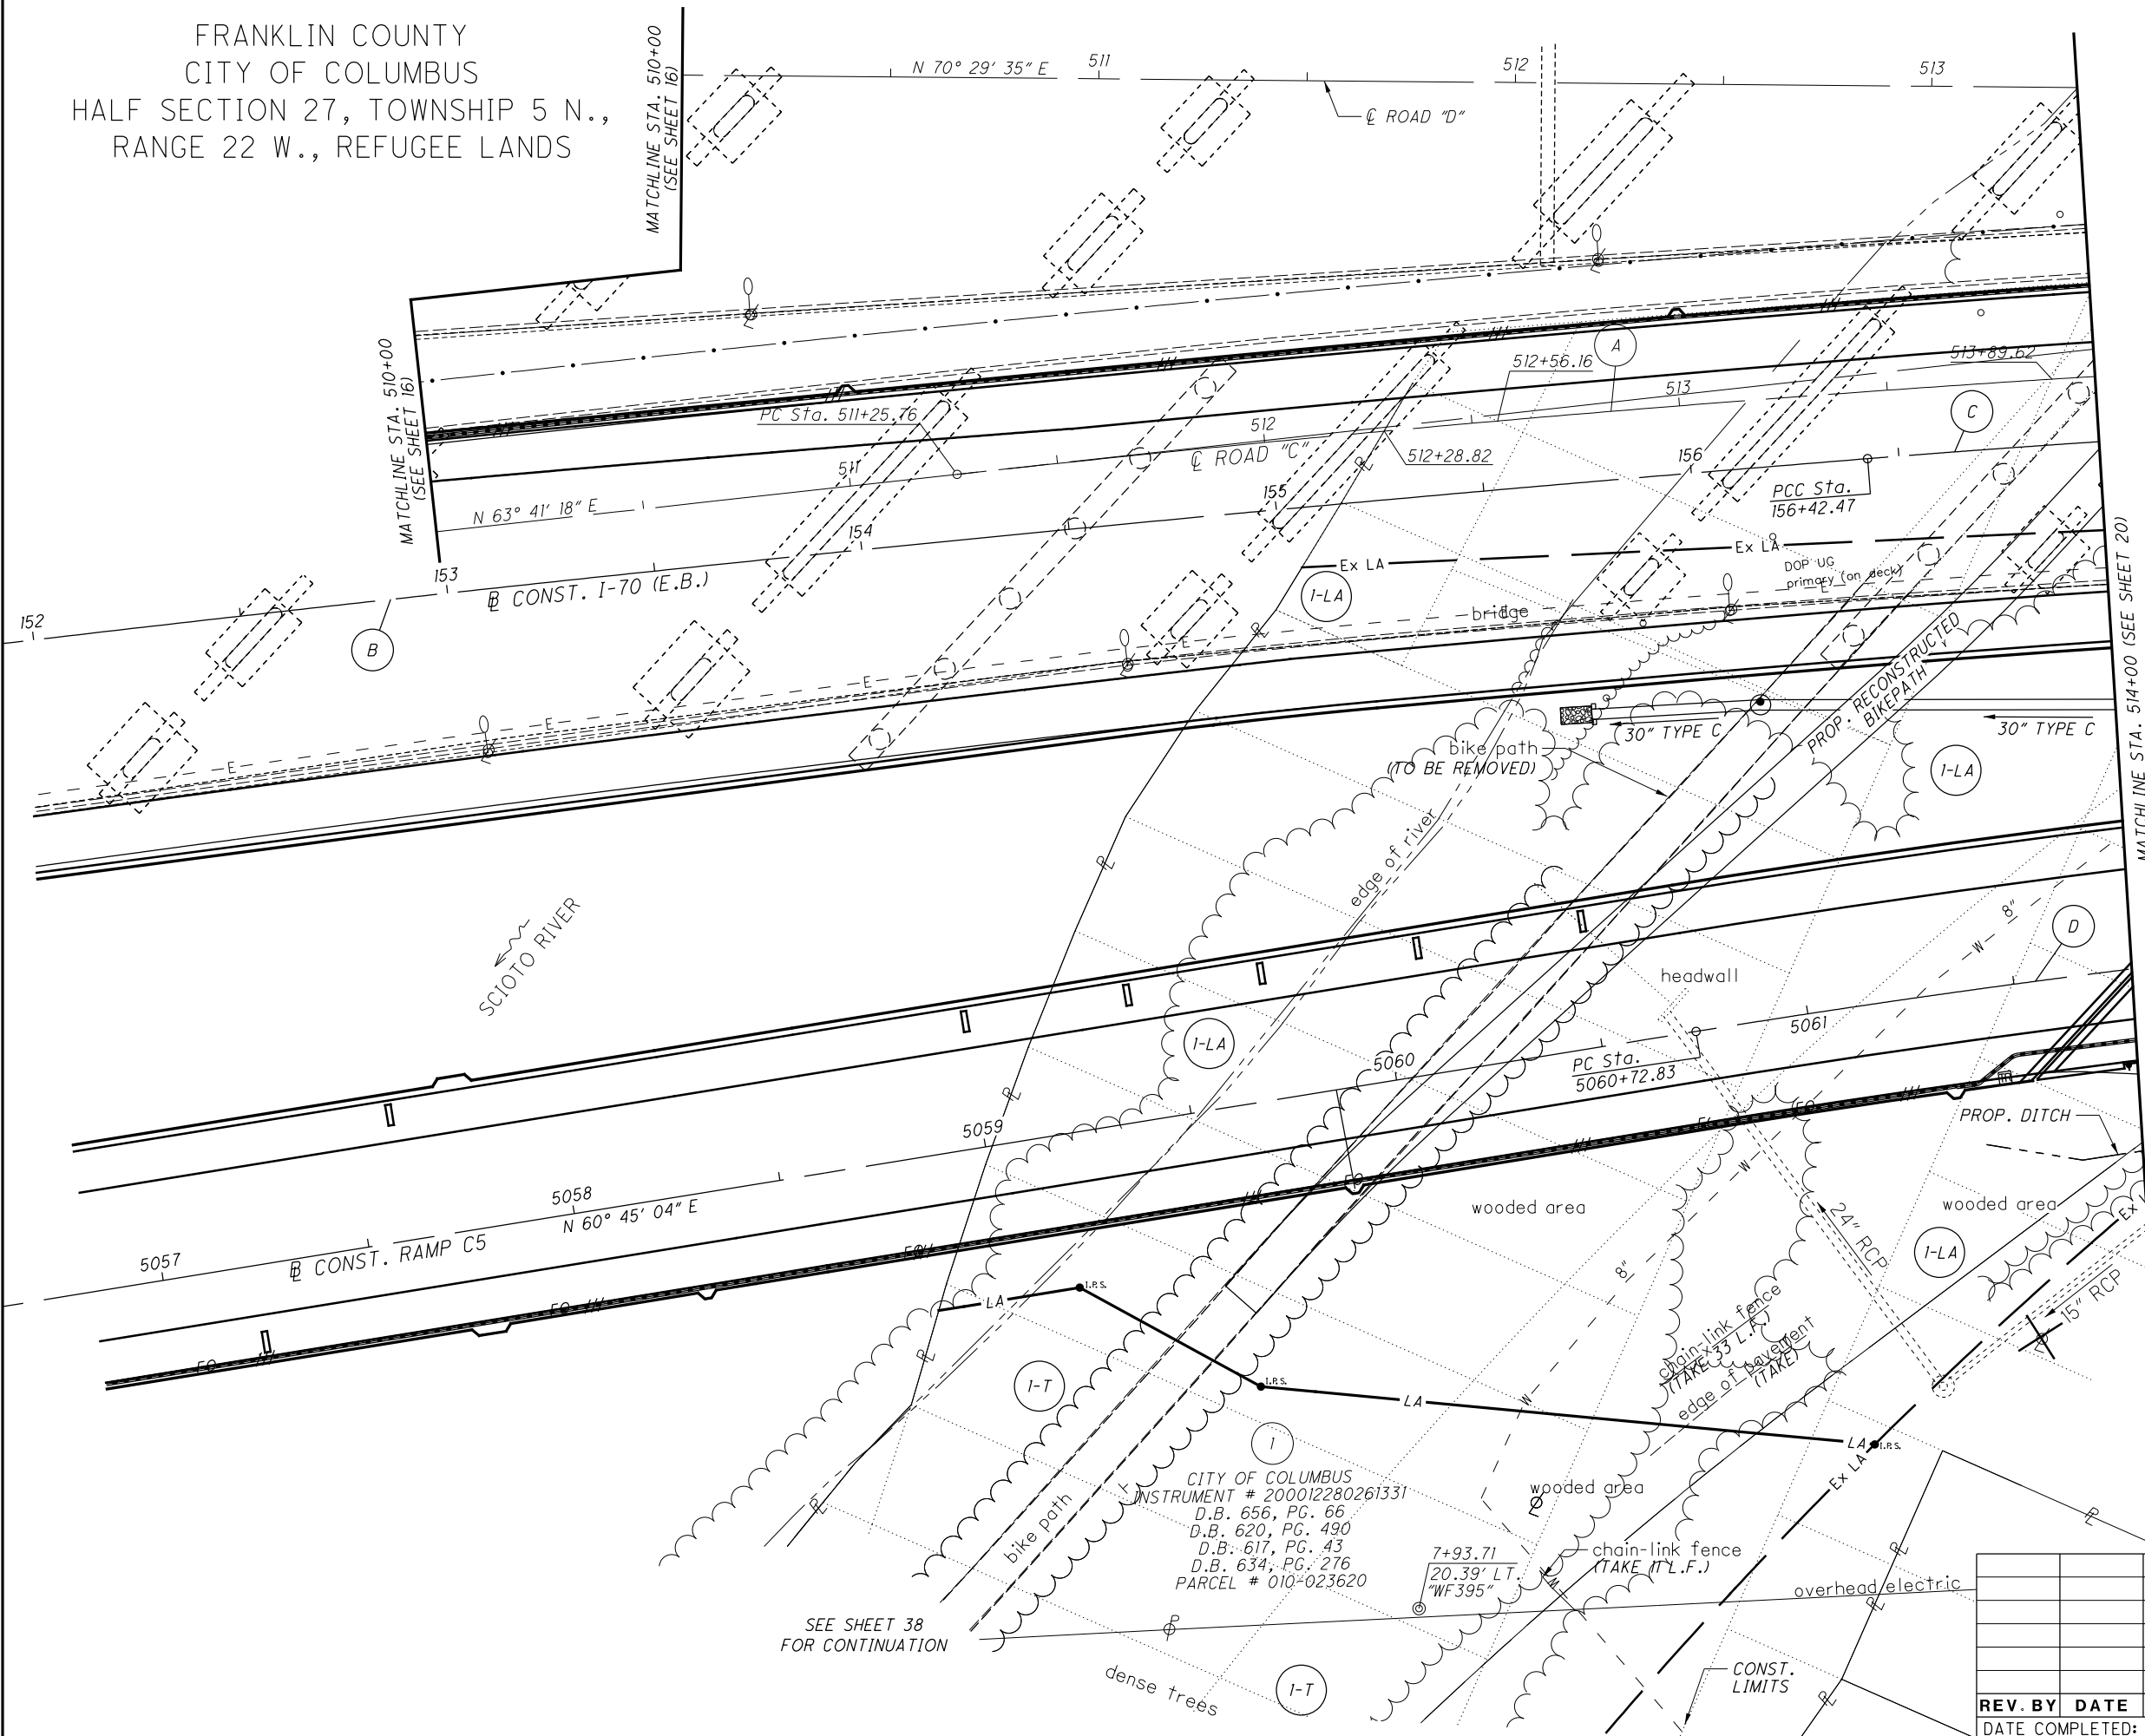 FRANKLIN COUNTY
CITY OF COLUMBUS
HALF SECTION 27, TOWNSHIP 5 N.,
RANGE 22 W., REFUGEE LANDS
MATCHLINE STA. 510+00
(SEE SHEET 16)
N 70° 29' 35" E
511
512
513
℄ ROAD "D"
MATCHLINE STA. 510+00
(SEE SHEET 16)
A
512+56.16
513+89.62
PC Sta. 511+25.76
513
C
512
℄ ROAD "C"
512+28.82
511
156
N 63° 41' 18" E
155
PCC Sta.
156+42.47
154
Ex LA
Ex LA
153
DOP UG
primary (on deck)
E
℄ CONST. I-70 (E.B.)
1-LA
bridge
152
B
E
E
E
E
PROP. RECONSTRUCTED
BIKEPATH
MATCHLINE STA. 514+00 (SEE SHEET 20)
30" TYPE C
30" TYPE C
bike path
(TO BE REMOVED)
1-LA
edge of river
SCIOTO RIVER
8"
W
D
headwall
1-LA
5061
5060
PC Sta.
5060+72.83
5059
PROP. DITCH
FO
FO
5058
N 60° 45' 04" E
wooded area
wooded area
Ex L
24" RCP
1-LA
5057
℄ CONST. RAMP C5
FO
W
8"
15" RCP
LA
I.P.S.
FO
FO
chain-link fence
(TAKE 33 L.F.)
edge of pavement
(TAKE)
1-T
I.P.S.
LA
W
1
LA
I.P.S.
Ex LA
CITY OF COLUMBUS
INSTRUMENT # 200012280261331
D.B. 656, PG. 66
D.B. 620, PG. 490
D.B. 617, PG. 43
D.B. 634, PG. 276
PARCEL # 010-023620
wooded area
bike path
7+93.71
20.39' LT.
"WF395"
chain-link fence
(TAKE 11 L.F.)
W
overhead electric
SEE SHEET 38
FOR CONTINUATION
P
dense trees
1-T
CONST.
LIMITS
REV. BY DATE
DATE COMPLETED: